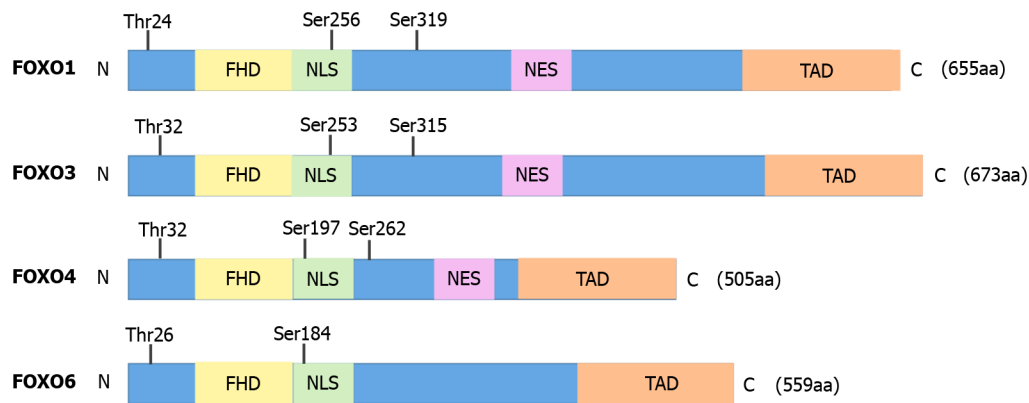 Thr24 Ser256 Ser319
FOXO1 N FHD NLS NES TAD C (655aa)
Thr32 Ser253 Ser315
FOXO3 N FHD NLS NES TAD C (673aa)
Thr32 Ser197 Ser262
FOXO4 N FHD NLS NES TAD C (505aa)
Thr26 Ser184
FOXO6 N FHD NLS TAD C (559aa)